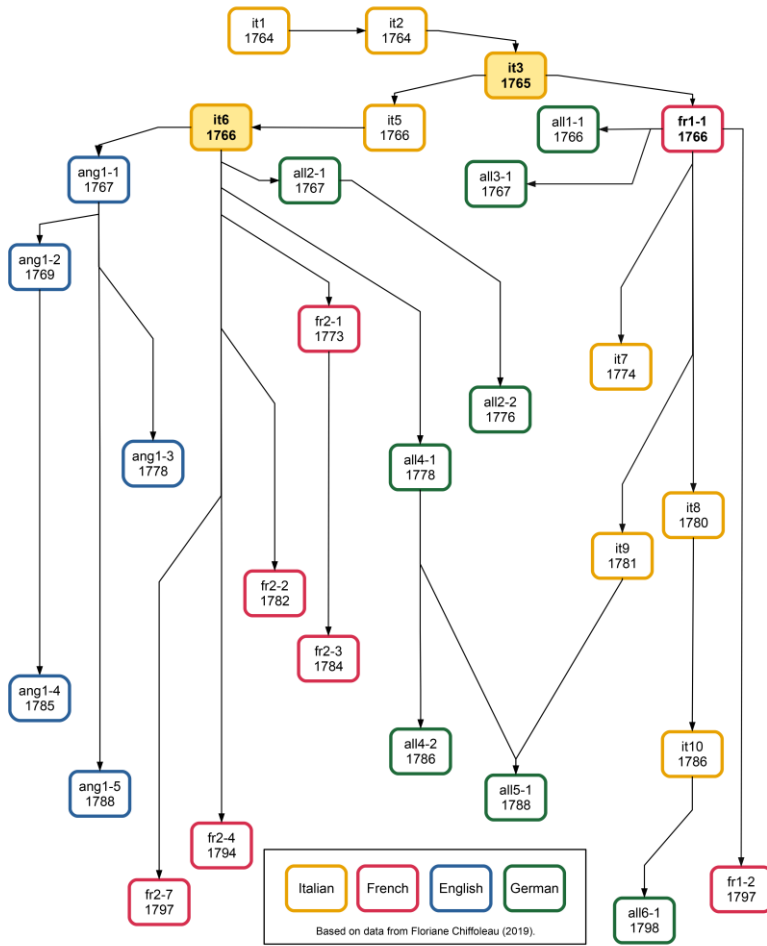 it1
1764
it2
1764
it3
1765
it6
1766
it5
1766
all1-1
1766
fr1-1
1766
ang1-1
1767
all2-1
1767
all3-1
1767
ang1-2
1769
fr2-1
1773
it7
1774
all2-2
1776
ang1-3
1778
all4-1
1778
it8
1780
it9
1781
fr2-2
1782
fr2-3
1784
ang1-4
1785
all4-2
1786
it10
1786
ang1-5
1788
all5-1
1788
fr2-4
1794
fr2-7
1797
fr1-2
1797
all6-1
1798
Italian
French
English
German
Based on data from Floriane Chiffoleau (2019).